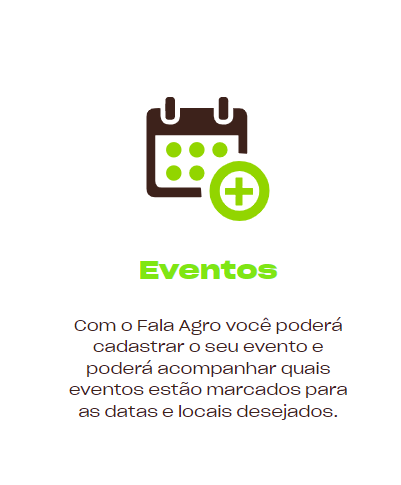 Eventos
Com o Fala Agro você poderá
cadastrar o seu evento e
poderá acompanhar quais
eventos estão marcados para
as datas e locais desejados.